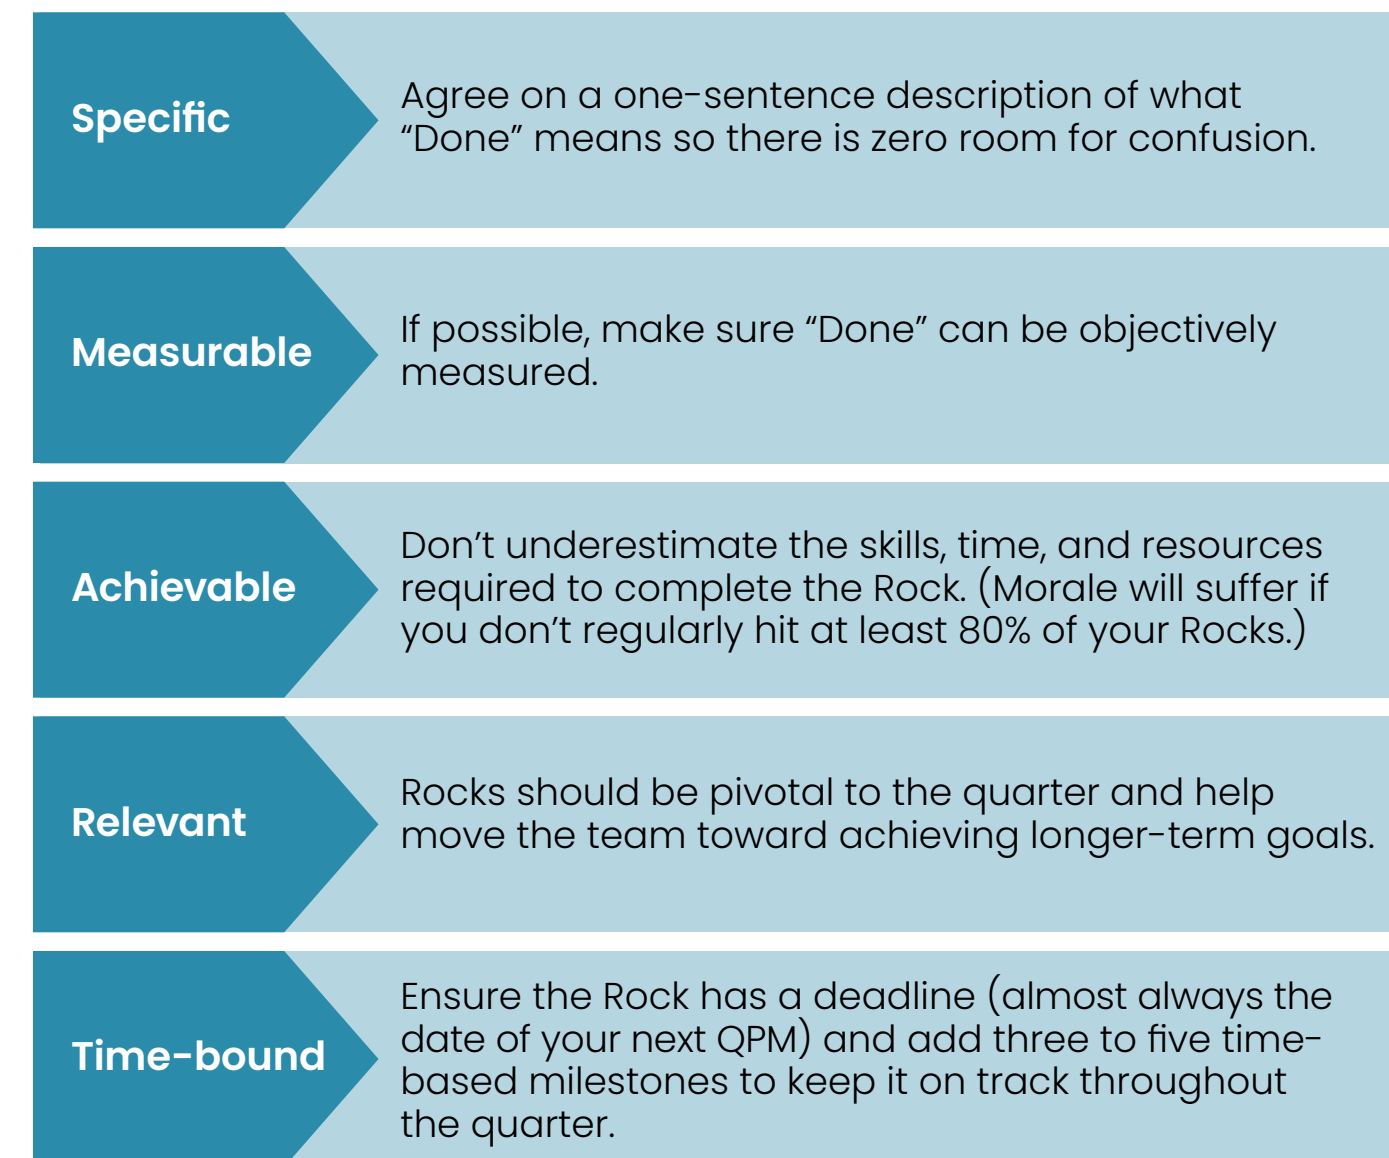 Specific
Agree on a one-sentence description of what
“Done” means so there is zero room for confusion.
Measurable
If possible, make sure “Done” can be objectively
measured.
Achievable
Don’t underestimate the skills, time, and resources
required to complete the Rock. (Morale will suffer if
you don’t regularly hit at least 80% of your Rocks.)
Relevant
Rocks should be pivotal to the quarter and help
move the team toward achieving longer-term goals.
Time-bound
Ensure the Rock has a deadline (almost always the
date of your next QPM) and add three to five time-
based milestones to keep it on track throughout
the quarter.